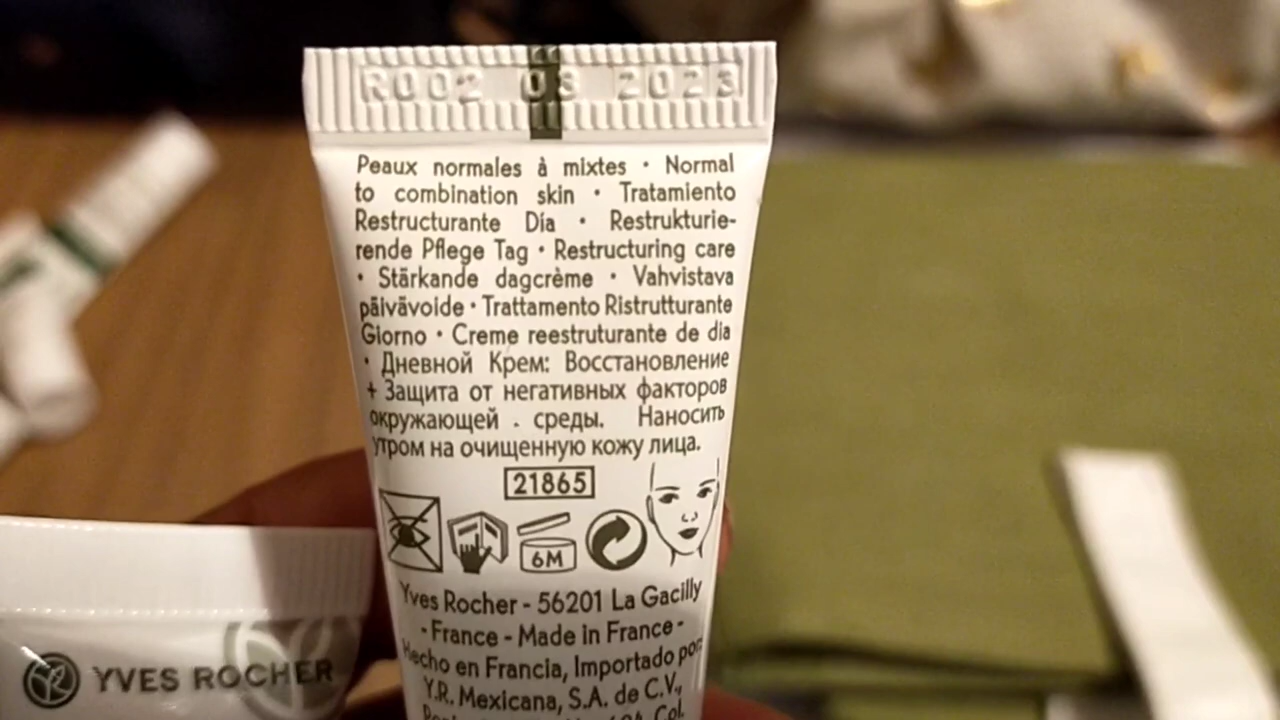 R002 08 2023
Peaux normales à mixtes · Normal
to combination skin · Tratamiento
Restructurante Día · Restrukturie-
rende Pflege Tag · Restructuring care
· Stärkande dagcrème · Vahvistava
päivävoide · Trattamento Ristrutturante
Giorno · Creme reestruturante de dia
· Дневной Крем: Восстановление
+ Защита от негативных факторов
окружающей . среды. Наносить
утром на очищенную кожу лица.
21865
6M
Yves Rocher - 56201 La Gacilly
- France - Made in France -
Hecho en Francia, Importado por:
Y.R. Mexicana, S.A. de C.V.,
Col.
YVES ROCHER